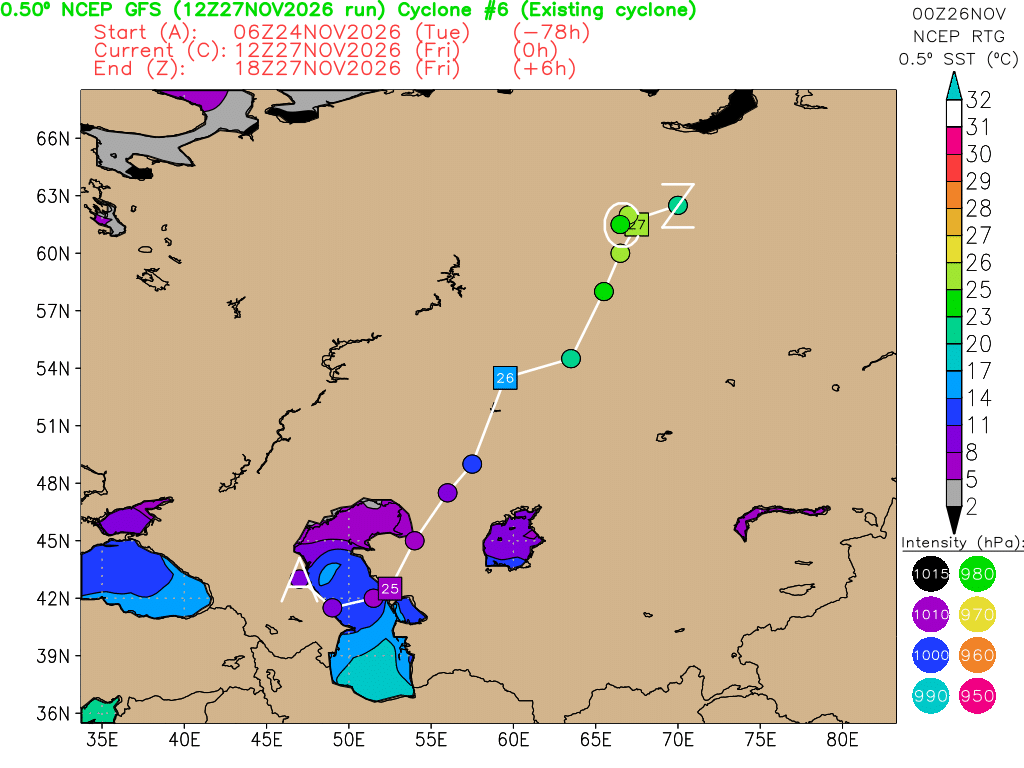 0.50° NCEP GFS (12Z27NOV2026 run) Cyclone #6 (Existing cyclone)
Start (A): 06Z24NOV2026 (Tue) (−78h)
Current (C): 12Z27NOV2026 (Fri) (0h)
End (Z): 18Z27NOV2026 (Fri) (+6h)
00Z26NOV
NCEP RTG
0.5° SST (°C)
32
31
30
29
28
27
26
25
23
20
17
14
11
8
5
2
Intensity (hPa):
1015 980
1010 970
1000 960
990 950
66N
63N
60N
57N
54N
51N
48N
45N
42N
39N
36N
35E 40E 45E 50E 55E 60E 65E 70E 75E 80E
Z
C
27
26
25
A